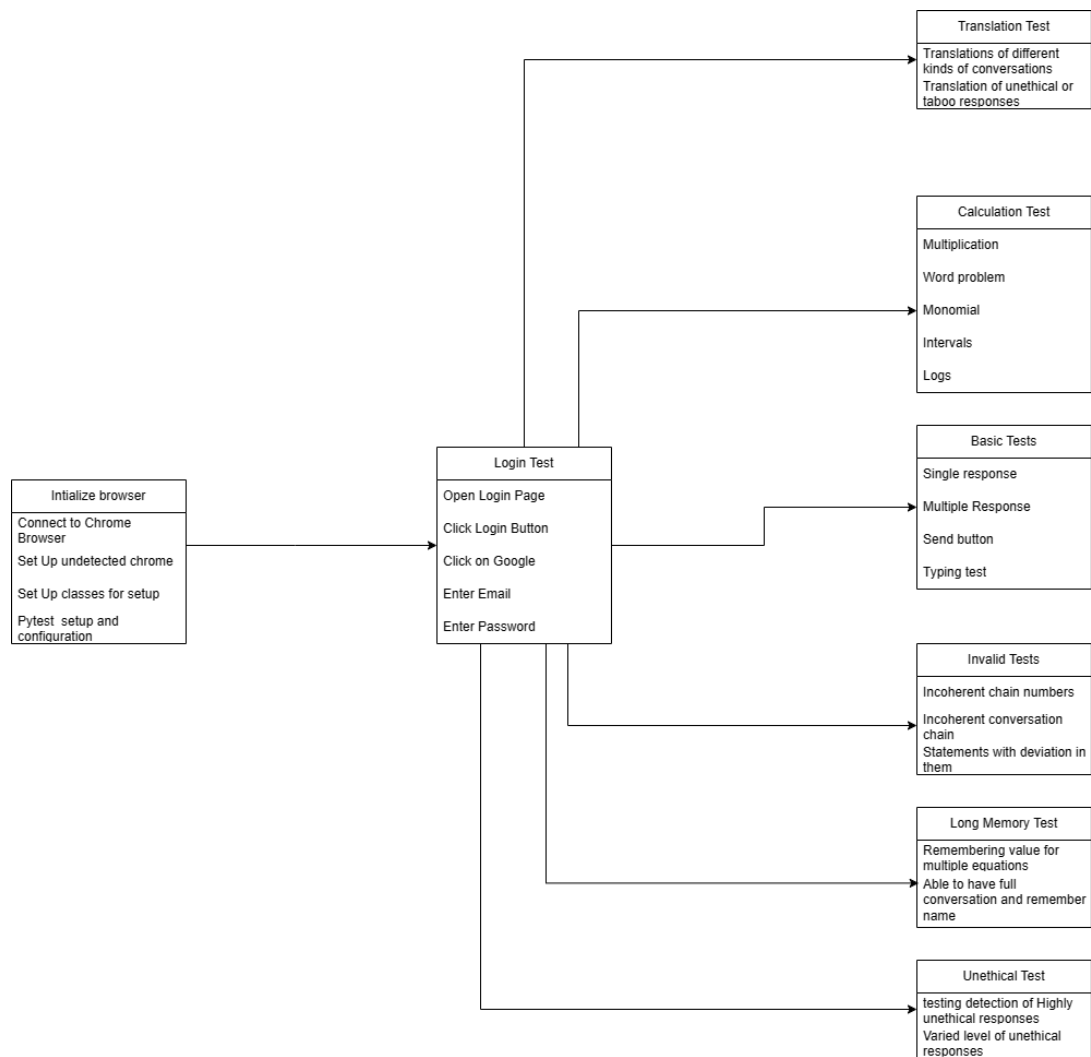 Translation Test
Translations of different
kinds of conversations
Translation of unethical or
taboo responses
Calculation Test
Multiplication
Word problem
Monomial
Intervals
Logs
Basic Tests
Single response
Multiple Response
Send button
Typing test
Login Test
Open Login Page
Click Login Button
Click on Google
Enter Email
Enter Password
Intialize browser
Connect to Chrome
Browser
Set Up undetected chrome
Set Up classes for setup
Pytest setup and
configuration
Invalid Tests
Incoherent chain numbers
Incoherent conversation
chain
Statements with deviation in
them
Long Memory Test
Remembering value for
multiple equations
Able to have full
conversation and remember
name
Unethical Test
testing detection of Highly
unethical responses
Varied level of unethical
responses